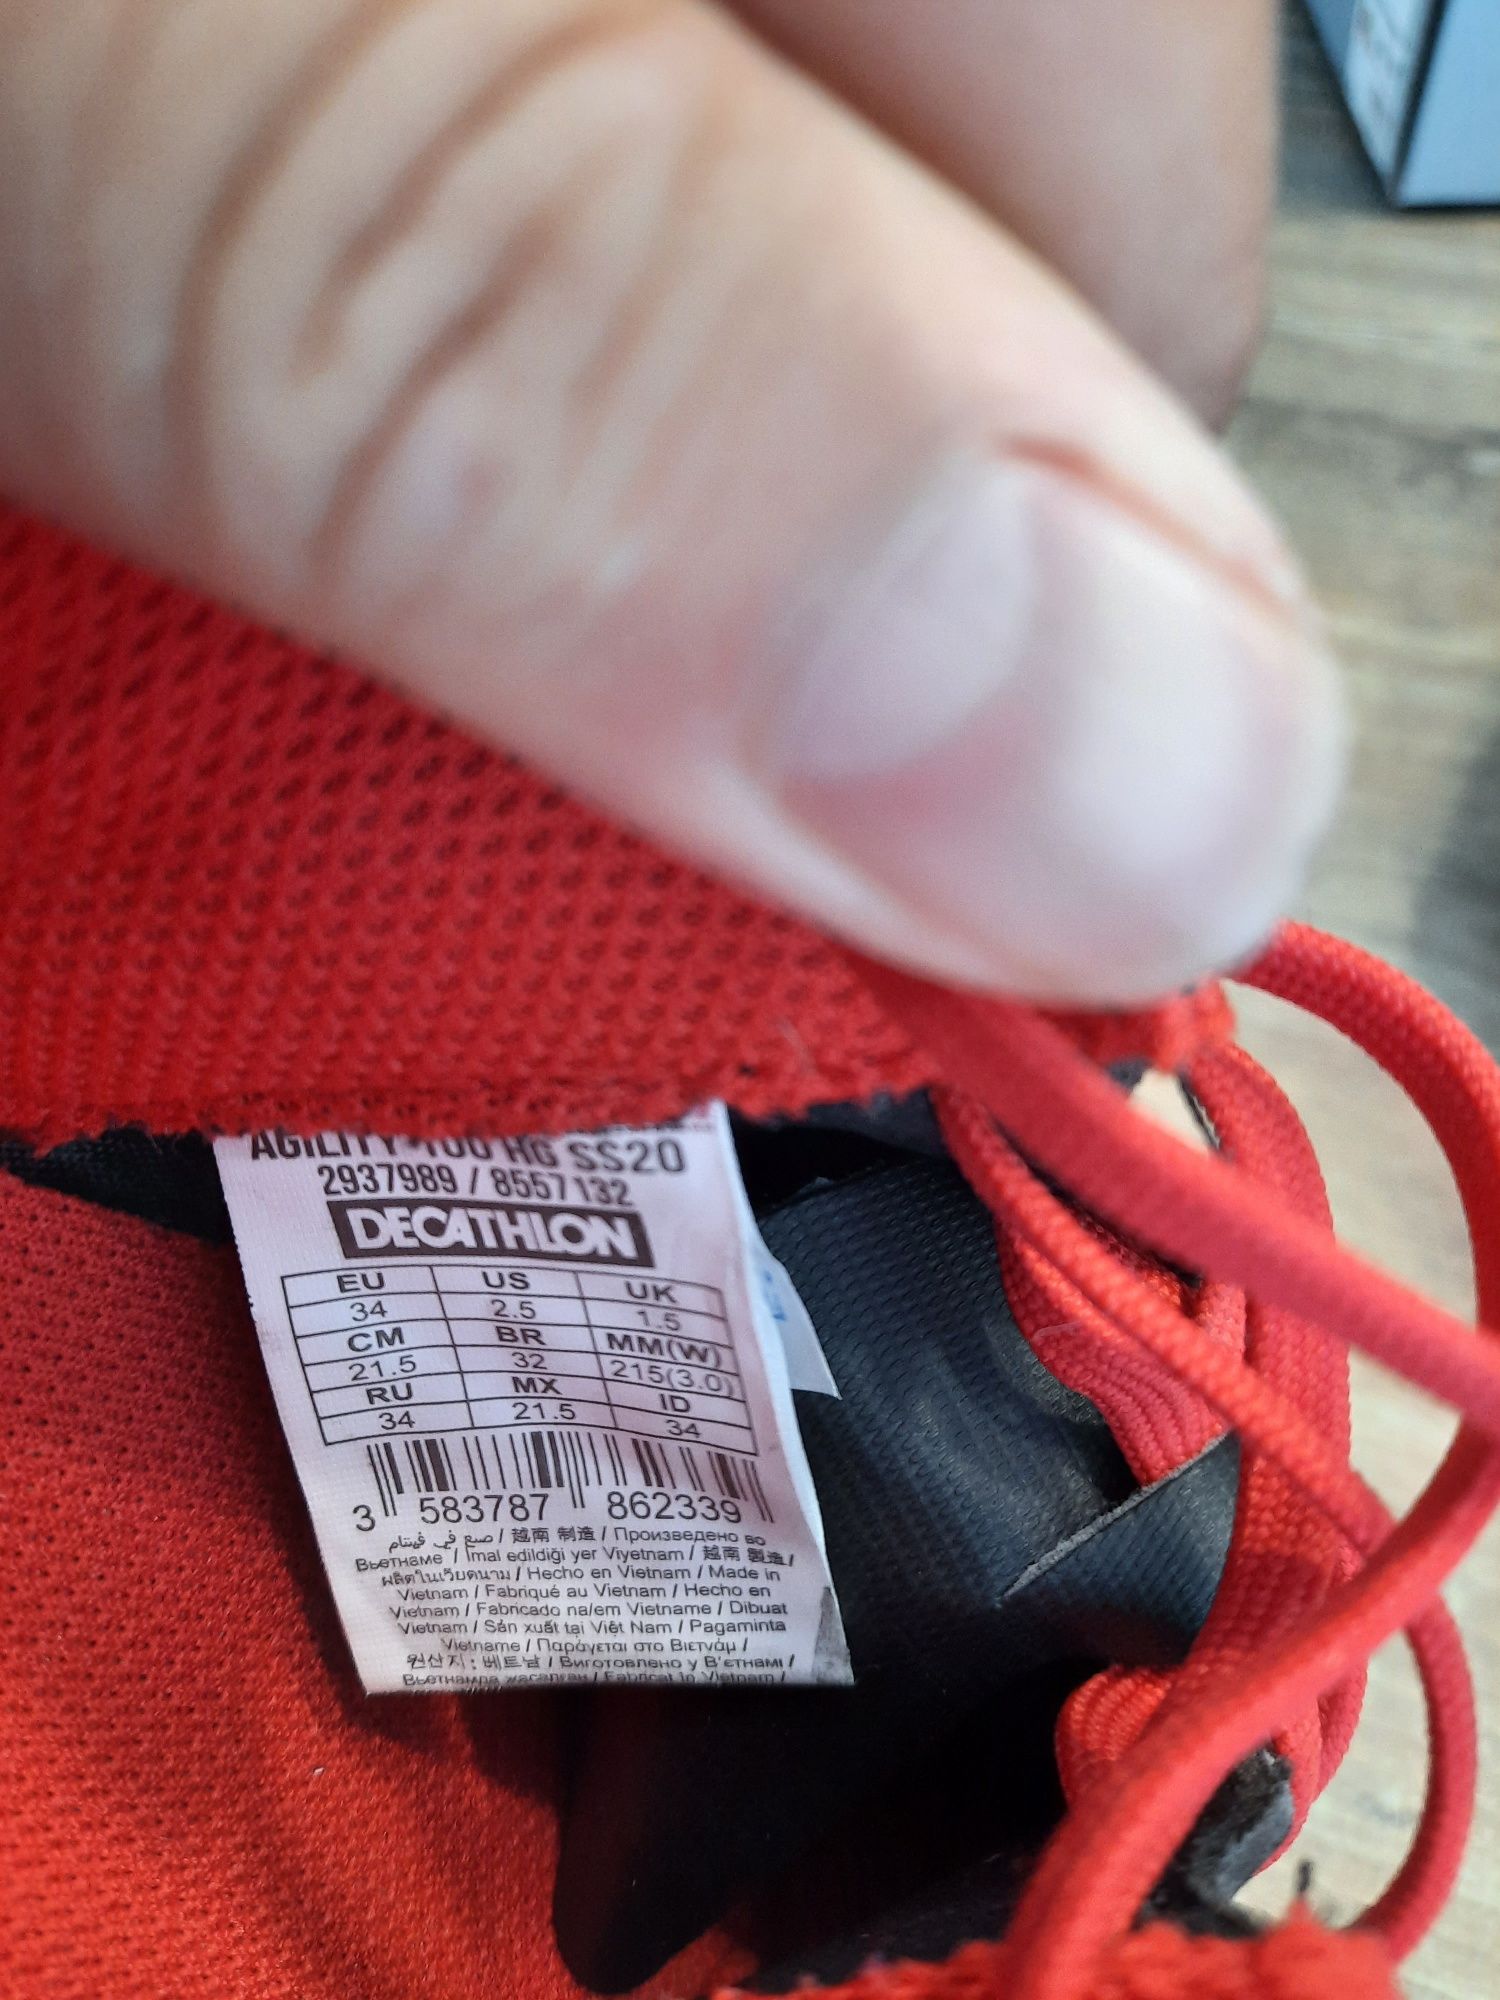 AGILITY 100 HG SS20
2937989 / 8557132
DECATHLON
EU US UK
34 2.5 1.5
CM BR MM(W)
21.5 32 215(3.0)
RU MX ID
34 21.5 34
3 583787 862339
صنع في فيتنام / 越南 制造 / Произведено во
Вьетнаме / İmal edildiği yer Viyetnam / 越南 製造 /
ผลิตในเวียดนาม / Hecho en Vietnam / Made in
Vietnam / Fabriqué au Vietnam / Hecho en
Vietnam / Fabricado na/em Vietname / Dibuat
Vietnam / Sản xuất tại Việt Nam / Pagaminta
Vietname / Παράγεται στο Βιετνάμ /
원산지 : 베트남 / Виготовлено у В'єтнамі /
Вьетнамда жасалған / Fabricat în Vietnam /